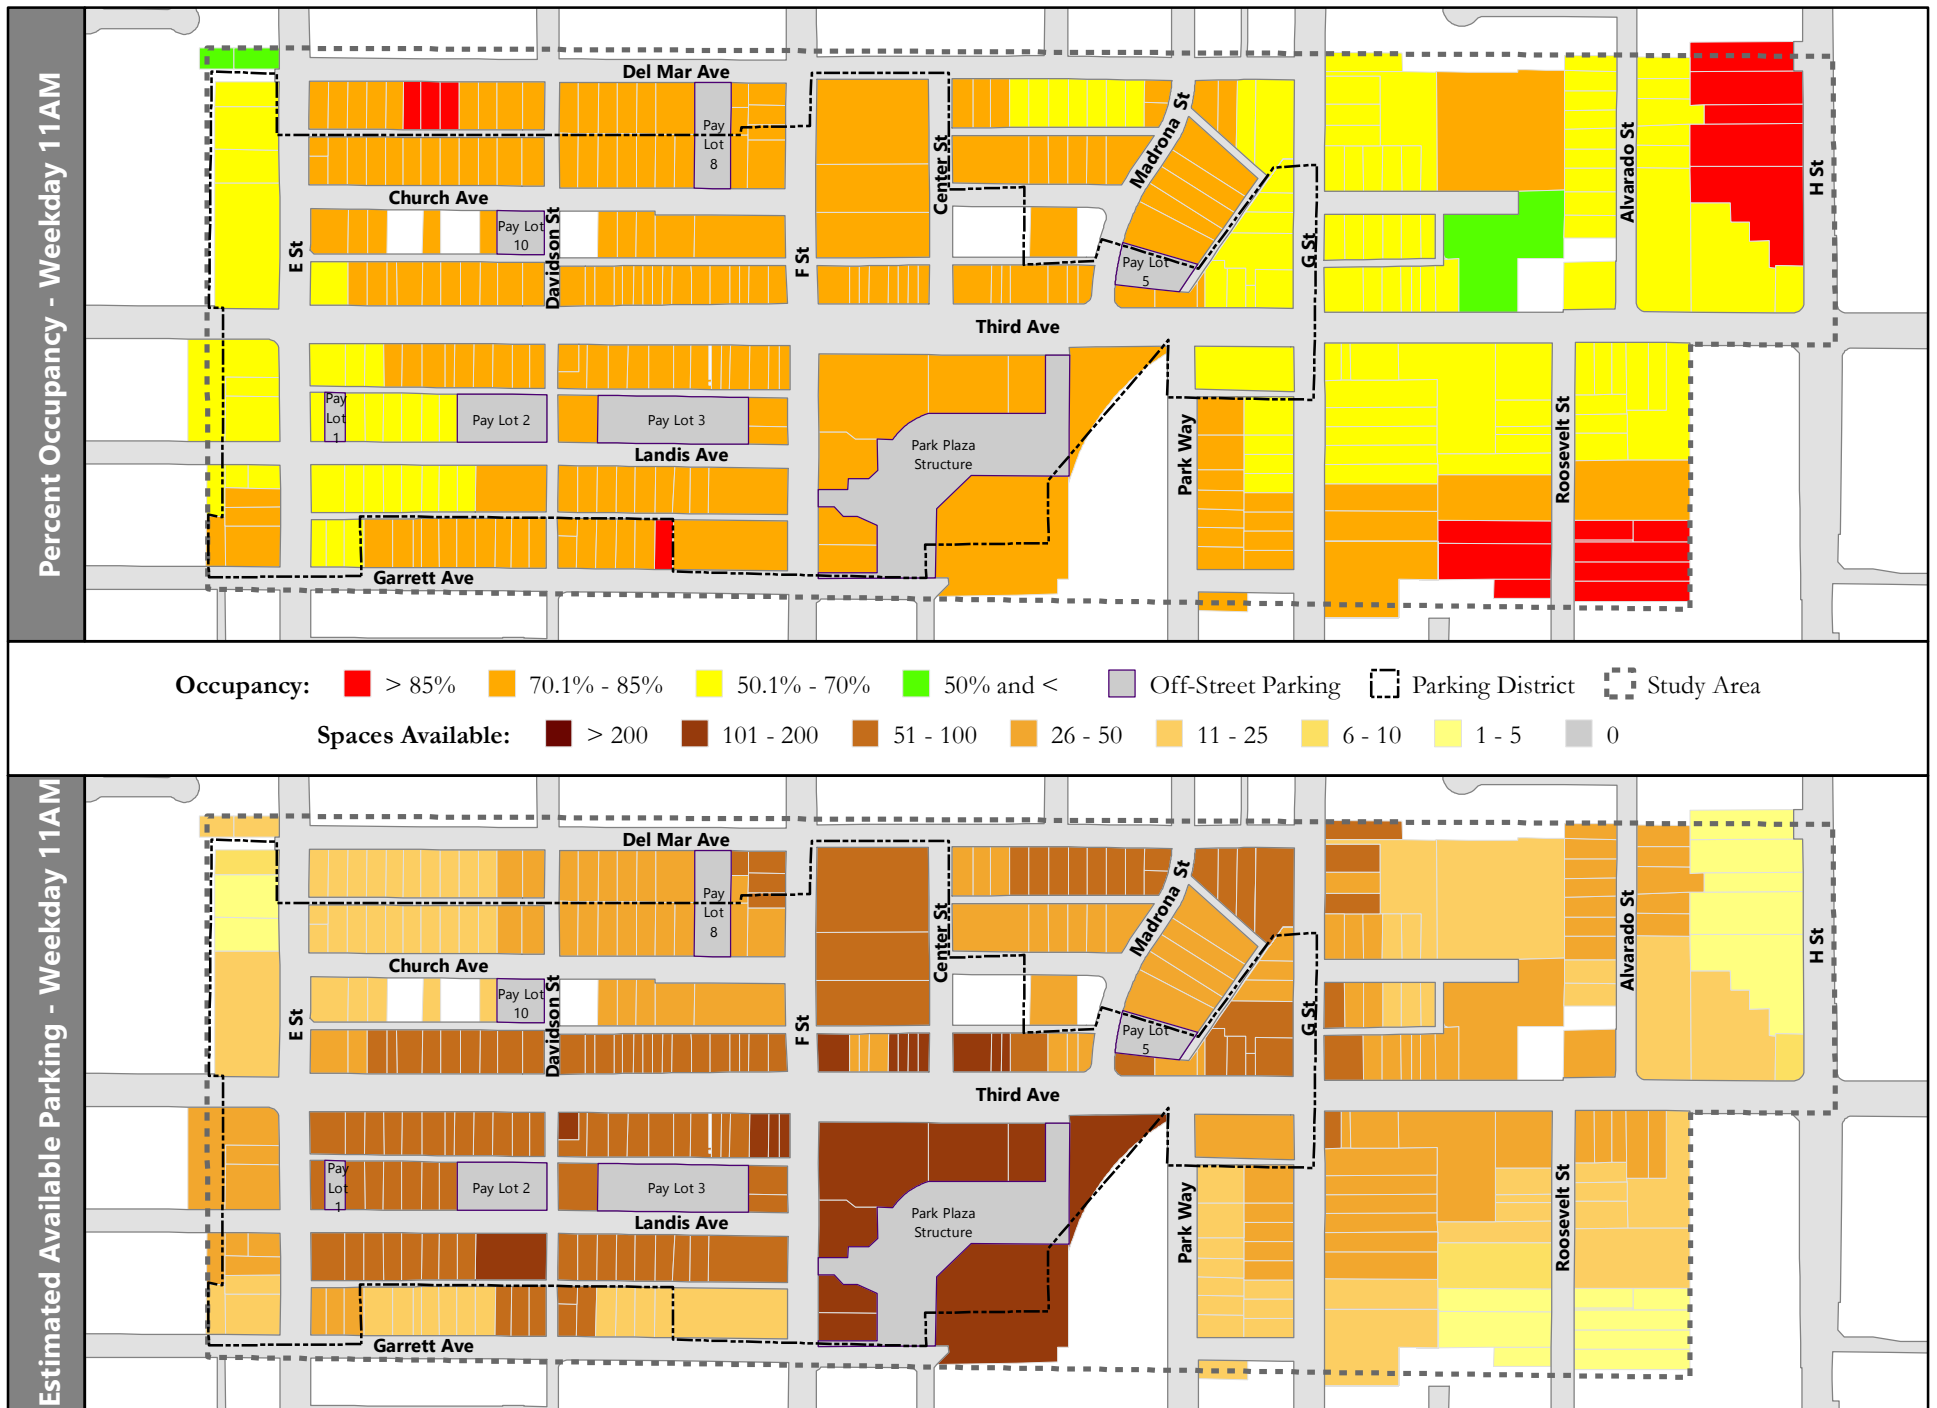 Percent Occupancy - Weekday 11AM
Del Mar Ave
Pay
Lot
8
Madrona St
Center St
Church Ave
Pay Lot
10
Davidson St
E St
F St
Pay Lot
5
G St
Alvarado St
H St
Third Ave
Pay
Lot
1
Pay Lot 2
Pay Lot 3
Landis Ave
Park Plaza
Structure
Park Way
Roosevelt St
Garrett Ave
Occupancy: > 85% 70.1% - 85% 50.1% - 70% 50% and < Off-Street Parking Parking District Study Area
Spaces Available: > 200 101 - 200 51 - 100 26 - 50 11 - 25 6 - 10 1 - 5 0
Estimated Available Parking - Weekday 11AM
Del Mar Ave
Pay
Lot
8
Madrona St
Center St
Church Ave
Pay Lot
10
Davidson St
E St
F St
Pay Lot
5
G St
Alvarado St
H St
Third Ave
Pay
Lot
1
Pay Lot 2
Pay Lot 3
Landis Ave
Park Plaza
Structure
Park Way
Roosevelt St
Garrett Ave